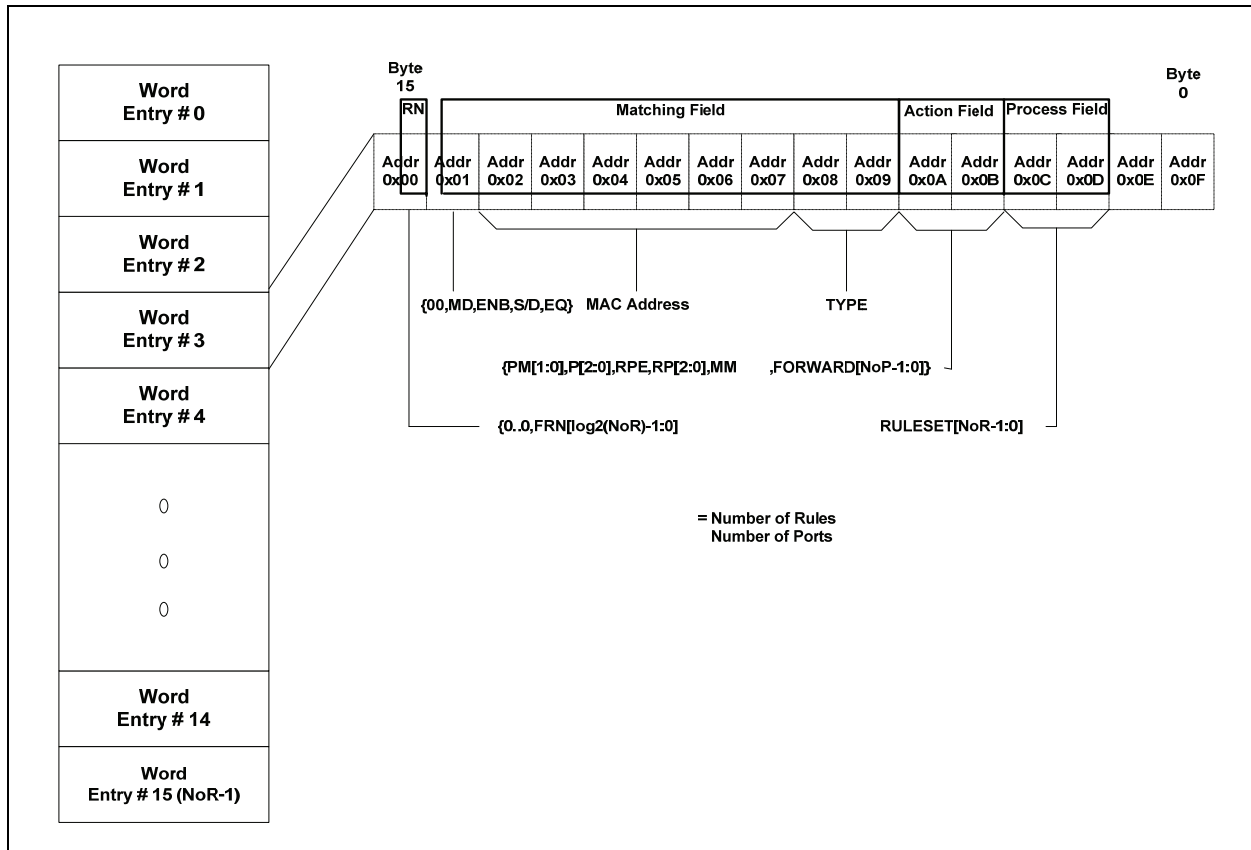 Word
Entry # 0
Word
Entry # 1
Word
Entry # 2
Word
Entry # 3
Word
Entry # 4
0
0
0
Word
Entry # 14
Word
Entry # 15 (NoR-1)
Byte
15
Byte
0
RN
Matching Field
Action Field
Process Field
Addr
0x00
Addr
0x01
Addr
0x02
Addr
0x03
Addr
0x04
Addr
0x05
Addr
0x06
Addr
0x07
Addr
0x08
Addr
0x09
Addr
0x0A
Addr
0x0B
Addr
0x0C
Addr
0x0D
Addr
0x0E
Addr
0x0F
{00,MD,ENB,S/D,EQ}
MAC Address
TYPE
{PM[1:0],P[2:0],RPE,RP[2:0],MM ,FORWARD[NoP-1:0]}
{0..0,FRN[log2(NoR)-1:0]
RULESET[NoR-1:0]
= Number of Rules
Number of Ports